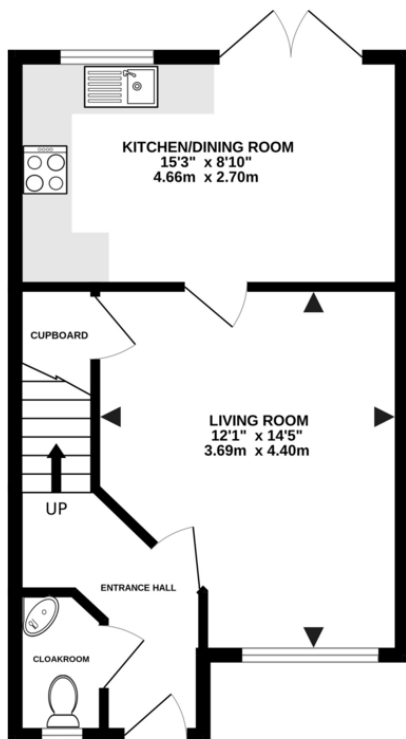 KITCHEN/DINING ROOM
15'3" x 8'10"
4.66m x 2.70m
CUPBOARD
LIVING ROOM
12'1" x 14'5"
3.69m x 4.40m
UP
ENTRANCE HALL
CLOAKROOM